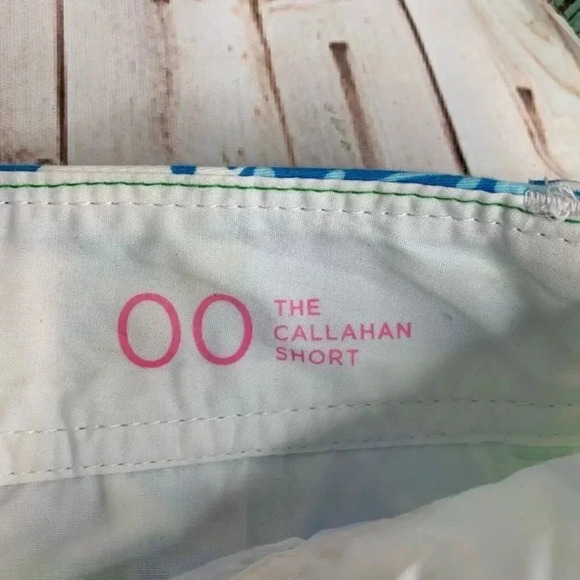 00
THE
CALLAHAN
SHORT